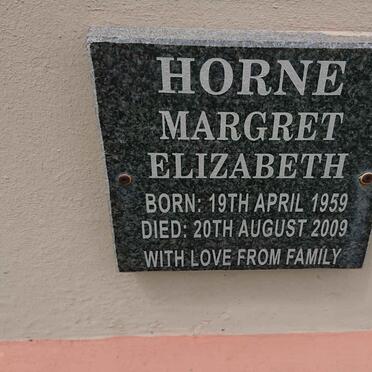 HORNE
MARGRET
ELIZABETH
BORN: 19TH APRIL 1959
DIED: 20TH AUGUST 2009
WITH LOVE FROM FAMILY